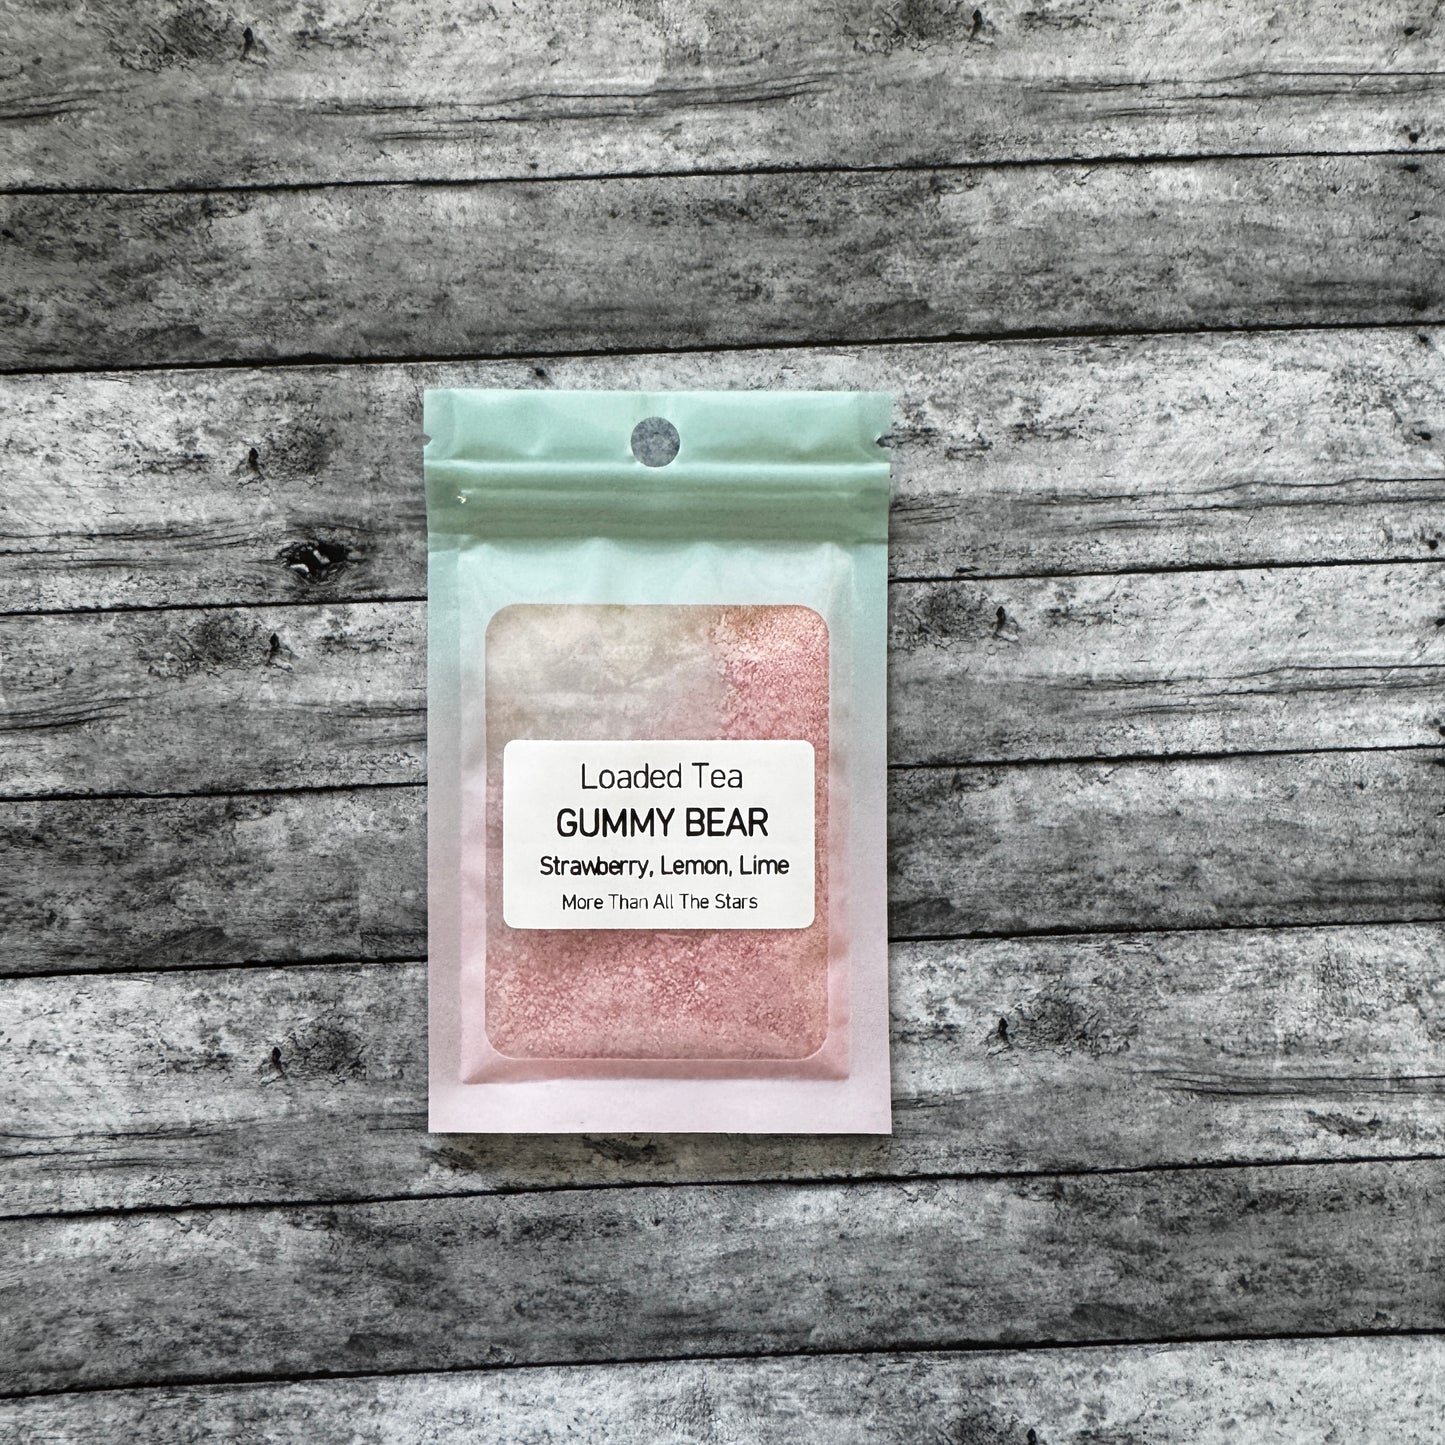 Loaded Tea
GUMMY BEAR
Strawberry, Lemon, Lime
More Than All The Stars